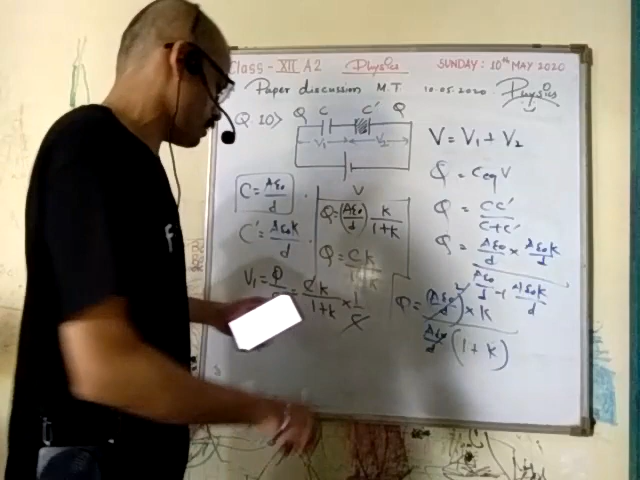 Class - XII A2 Physics SUNDAY: 10th MAY 2020
Paper discussion M.T. 10.05.2020 Physics
Q.10> Q C C' Q
V1 V2
V
V = V1 + V2
Q = Ceq V
Q = CC' / C+C'
Q = Aε0/d × Aε0k/d / Aε0/d + Aε0k/d
Q = (Aε0/d)² × k / Aε0/d (1 + k)
C = Aε0/d .
C' = Aε0k/d .
Q = (Aε0/d) k/1+k
Q = Ck/1+k
V1 = Q/ = Ck/1+k × 1/C